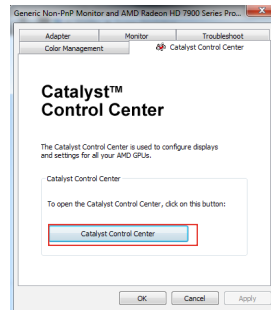 Generic Non-PnP Monitor and AMD Radeon HD 7900 Series Pro...
Adapter
Monitor
Troubleshoot
Color Management
Catalyst Control Center
Catalyst™
Control Center
The Catalyst Control Center is used to configure displays
and settings for all your AMD GPUs.
Catalyst Control Center
To open the Catalyst Control Center, click on this button:
Catalyst Control Center
OK
Cancel
Apply